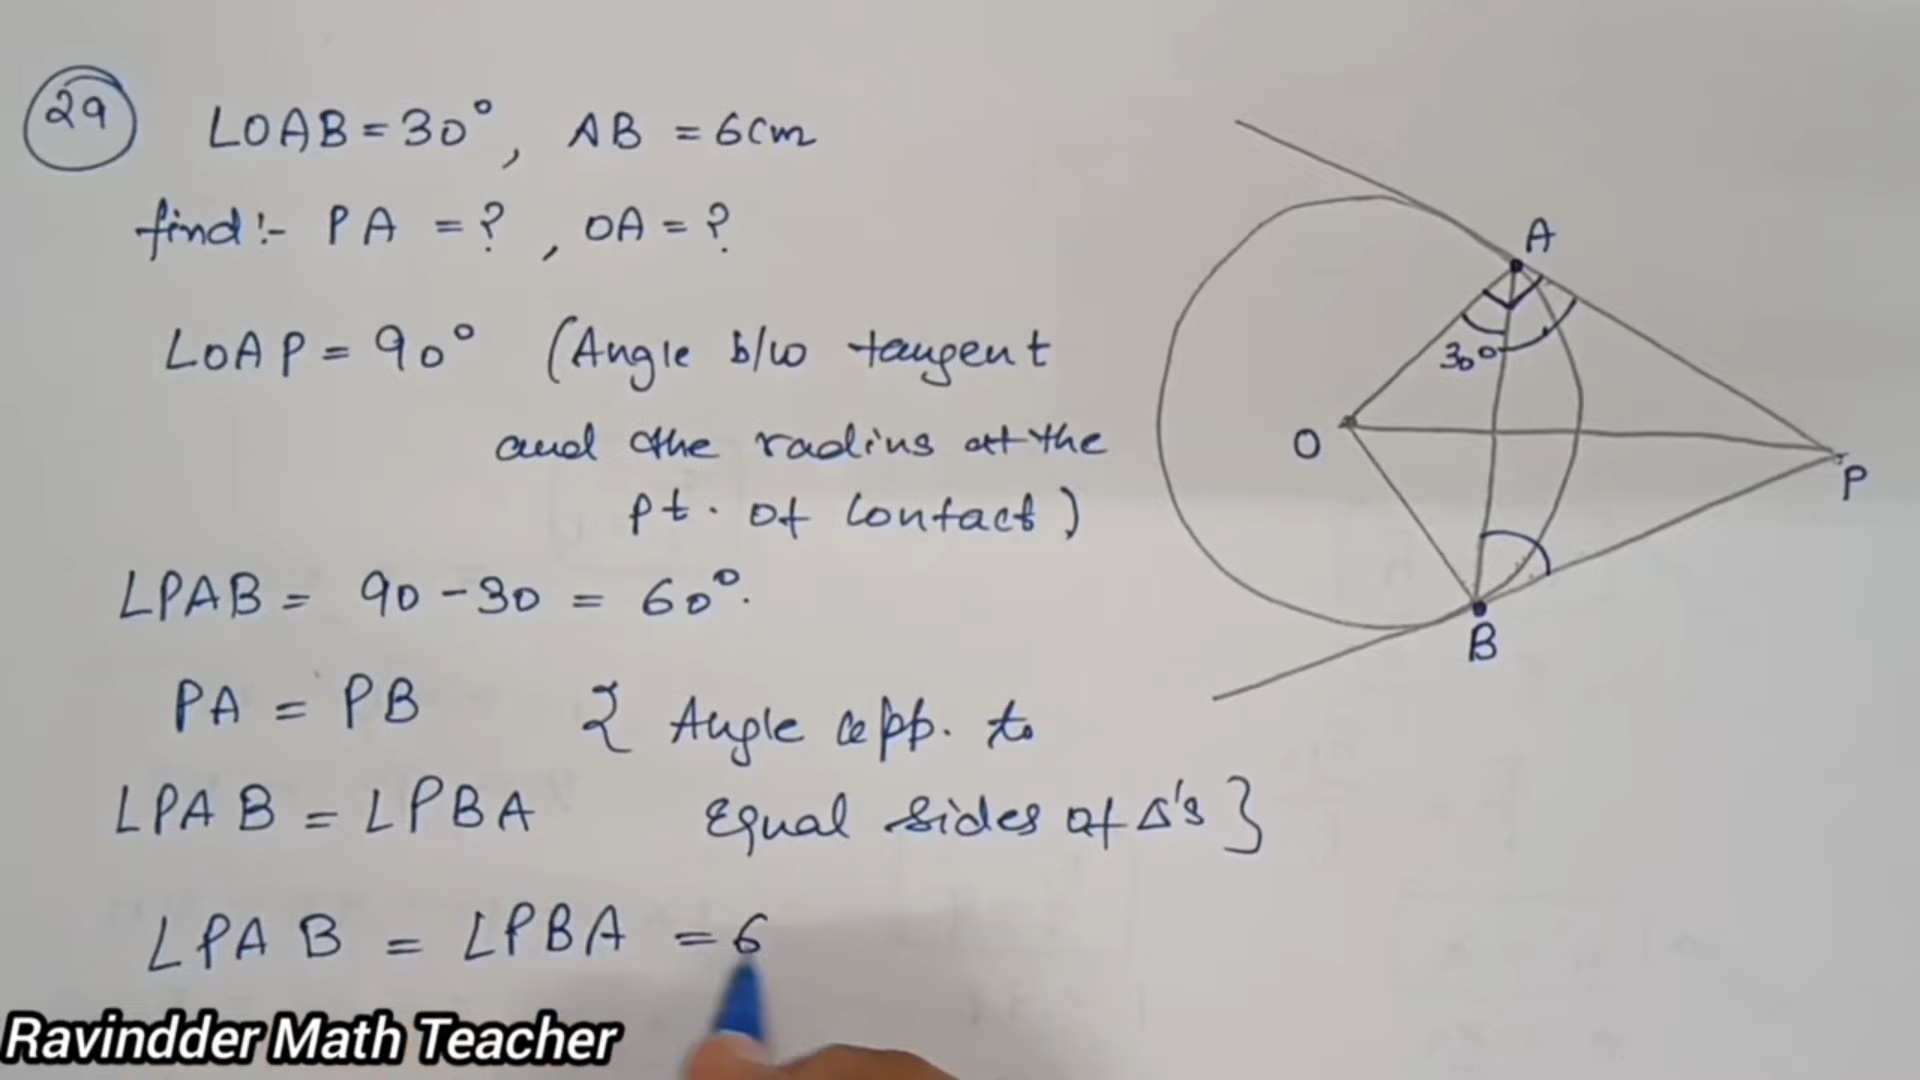 29
∠OAB = 30°, AB = 6cm
find:- PA = ?, OA = ?
∠OAP = 90° (Angle b/w tangent
and the radius at the
pt. of contact)
∠PAB = 90 - 30 = 60°.
PA = PB { Angle opp. to
∠PAB = ∠PBA Equal sides of Δ's }
∠PAB = ∠PBA = 6
A
30°
O
P
B
Ravindder Math Teacher